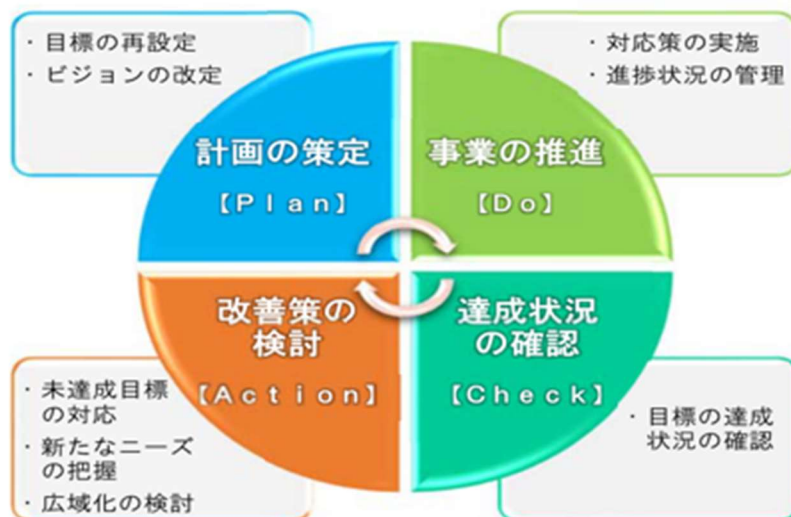 ・目標の再設定
・ビジョンの改定
計画の策定
【Ｐｌａｎ】
・対応策の実施
・進捗状況の管理
事業の推進
【Ｄｏ】
改善策の
検討
【Ａｃｔｉｏｎ】
・未達成目標
の対応
・新たなニーズ
の把握
・広域化の検討
達成状況
の確認
【Ｃｈｅｃｋ】
・目標の達成
状況の確認